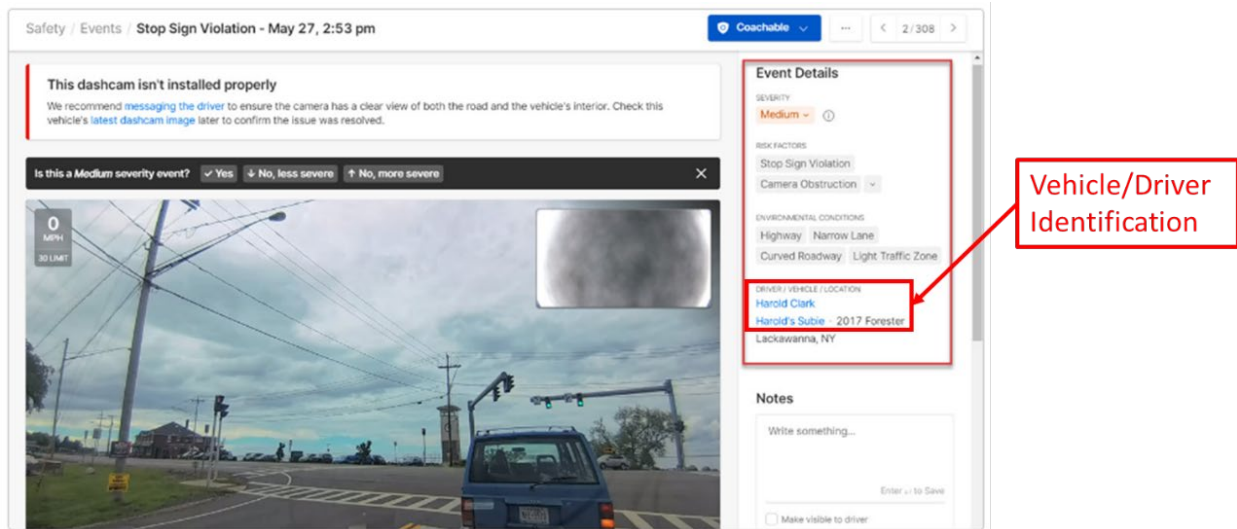 Safety / Events / Stop Sign Violation - May 27, 2:53 pm
Coachable
...
2/308
This dashcam isn't installed properly
We recommend messaging the driver to ensure the camera has a clear view of both the road and the vehicle's interior. Check this
vehicle's latest dashcam image later to confirm the issue was resolved.
Is this a Medium severity event? Yes No, less severe No, more severe
0
MPH
30 LIMIT
Event Details
SEVERITY
Medium
RISK FACTORS
Stop Sign Violation
Camera Obstruction
ENVIRONMENTAL CONDITIONS
Highway Narrow Lane
Curved Roadway Light Traffic Zone
DRIVER / VEHICLE / LOCATION
Harold Clark
Harold's Subie · 2017 Forester
Lackawanna, NY
Notes
Write something...
Enter to Save
Make visible to driver
Vehicle/Driver
Identification